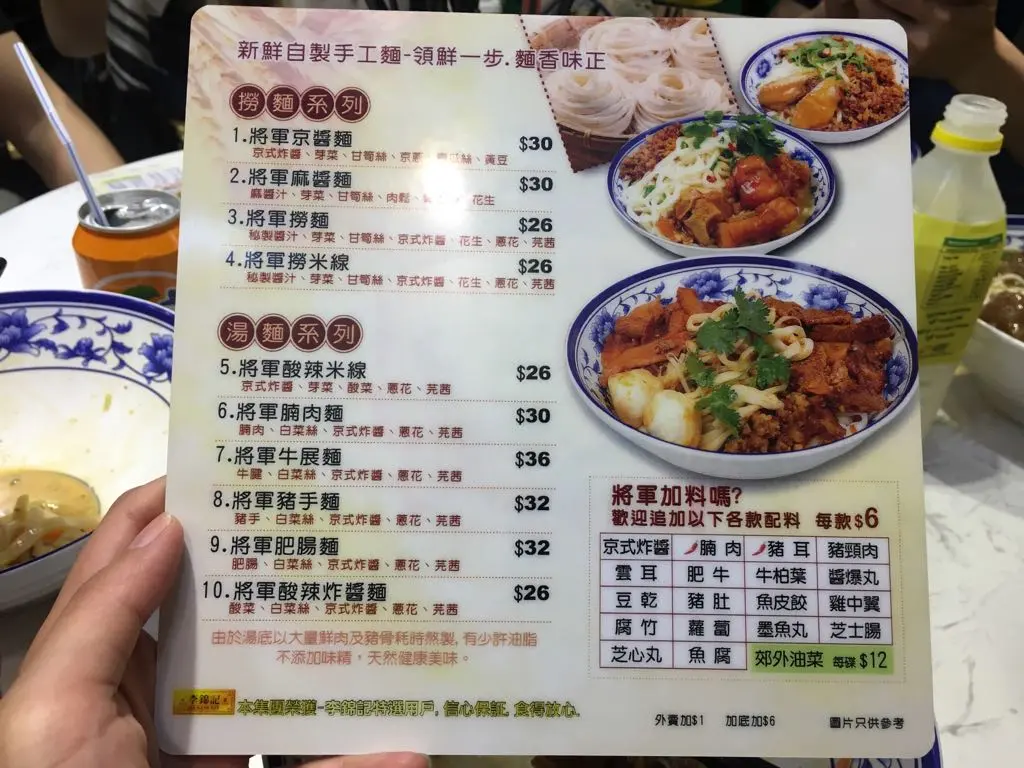 新鮮自製手工麵-領鮮一步.麵香味正
撈麵系列
1.將軍京醬麵 $30
京式炸醬、芽菜、甘筍絲、京蔥、青瓜絲、黃豆
2.將軍麻醬麵 $30
麻醬汁、芽菜、甘筍絲、肉鬆、花生
3.將軍撈麵 $26
秘製醬汁、芽菜、甘筍絲、京式炸醬、花生、蔥花、芫茜
4.將軍撈米線 $26
秘製醬汁、芽菜、甘筍絲、京式炸醬、花生、蔥花、芫茜
湯麵系列
5.將軍酸辣米線 $26
京式炸醬、芽菜、酸菜、蔥花、芫茜
6.將軍腩肉麵 $30
腩肉、白菜絲、京式炸醬、蔥花、芫茜
7.將軍牛展麵 $36
牛腱、白菜絲、京式炸醬、蔥花、芫茜
8.將軍豬手麵 $32
豬手、白菜絲、京式炸醬、蔥花、芫茜
9.將軍肥腸麵 $32
肥腸、白菜絲、京式炸醬、蔥花、芫茜
10.將軍酸辣炸醬麵 $26
酸菜、白菜絲、京式炸醬、蔥花、芫茜
由於湯底以大量鮮肉及豬骨耗時熬製,有少許油脂
不添加味精，天然健康美味。
李錦記 本集團榮獲-李錦記特選用戶,信心保証,食得放心.
將軍加料嗎?
歡迎追加以下各款配料 每款$6
京式炸醬 腩肉 豬耳 豬頸肉
雲耳 肥牛 牛柏葉 醬爆丸
豆乾 豬肚 魚皮餃 雞中翼
腐竹 蘿蔔 墨魚丸 芝士腸
芝心丸 魚腐 郊外油菜 每碟$12
外賣加$1 加底加$6 圖片只供參考